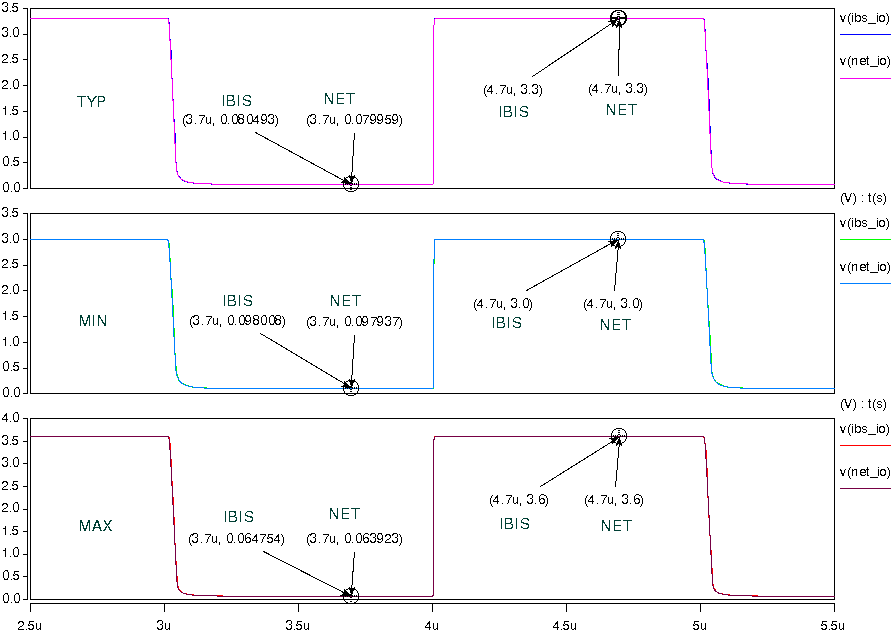 3.5
3.0
2.5
2.0
1.5
1.0
0.5
0.0
TYP
IBIS
(3.7u, 0.080493)
NET
(3.7u, 0.079959)
(4.7u, 3.3)
IBIS
(4.7u, 3.3)
NET
v(ibs_io)
v(net_io)
(V) : t(s)
3.5
3.0
2.5
2.0
1.5
1.0
0.5
0.0
MIN
IBIS
(3.7u, 0.098008)
NET
(3.7u, 0.097937)
(4.7u, 3.0)
IBIS
(4.7u, 3.0)
NET
v(ibs_io)
v(net_io)
(V) : t(s)
4.0
3.5
3.0
2.5
2.0
1.5
1.0
0.5
0.0
MAX
IBIS
(3.7u, 0.064754)
NET
(3.7u, 0.063923)
(4.7u, 3.6)
IBIS
(4.7u, 3.6)
NET
v(ibs_io)
v(net_io)
2.5u 3u 3.5u 4u 4.5u 5u 5.5u